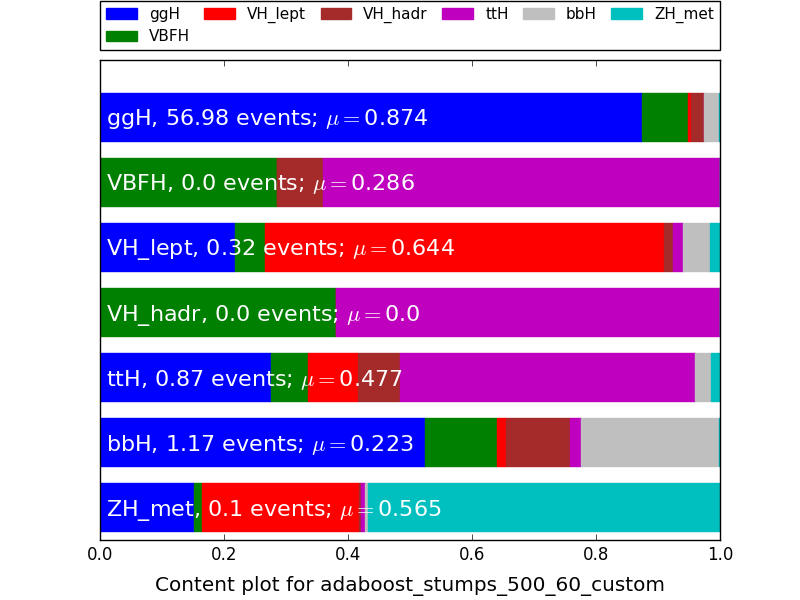 ggH VH_lept VH_hadr ttH bbH ZH_met
VBFH
ggH, 56.98 events; μ = 0.874
VBFH, 0.0 events; μ = 0.286
VH_lept, 0.32 events; μ = 0.644
VH_hadr, 0.0 events; μ = 0.0
ttH, 0.87 events; μ = 0.477
bbH, 1.17 events; μ = 0.223
ZH_met, 0.1 events; μ = 0.565
0.0 0.2 0.4 0.6 0.8 1.0
Content plot for adaboost_stumps_500_60_custom